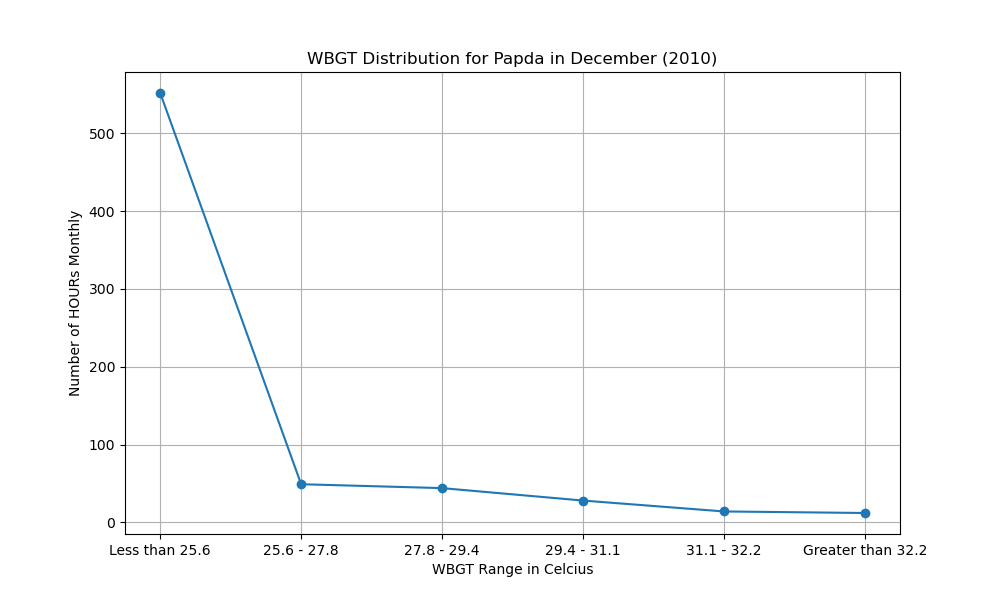 WBGT Distribution for Papda in December (2010)
Number of HOURs Monthly
500
400
300
200
100
0
Less than 25.6
25.6 - 27.8
27.8 - 29.4
29.4 - 31.1
31.1 - 32.2
Greater than 32.2
WBGT Range in Celcius